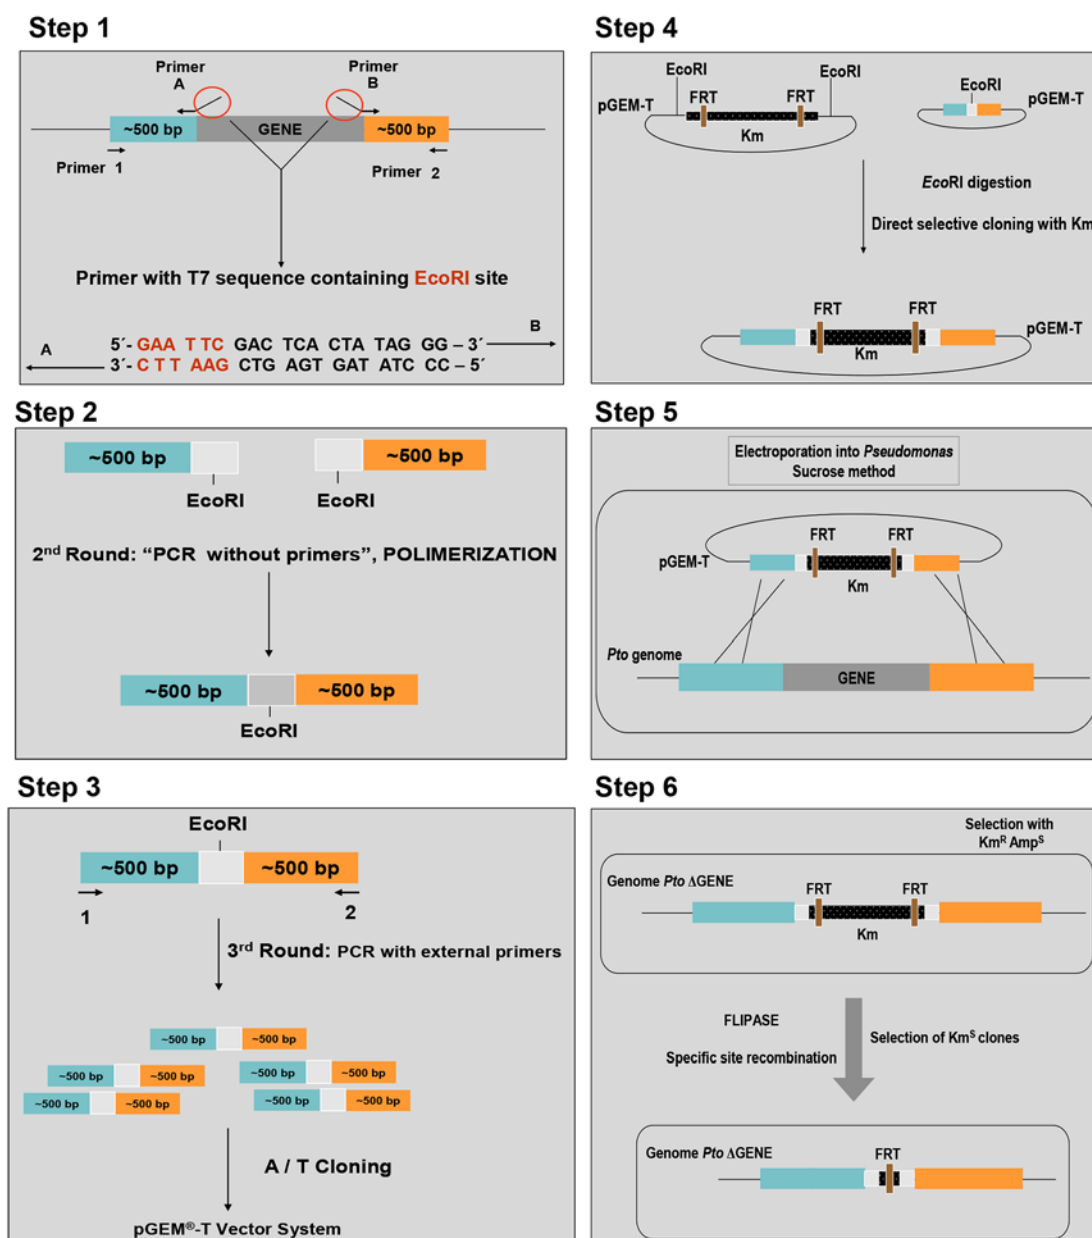 Step 1
Primer
A
Primer
B
~500 bp
GENE
~500 bp
Primer 1
Primer 2
Primer with T7 sequence containing EcoRI site
B
5´- GAA T TC GAC TCA CTA TAG GG – 3´
A
3´- C T T AAG CTG AGT GAT ATC CC – 5´
Step 2
~500 bp
~500 bp
EcoRI
EcoRI
2nd Round: “PCR without primers”, POLIMERIZATION
~500 bp
~500 bp
EcoRI
Step 3
EcoRI
~500 bp
~500 bp
1
2
3rd Round: PCR with external primers
~500 bp
~500 bp
~500 bp
~500 bp
~500 bp
~500 bp
~500 bp
~500 bp
~500 bp
~500 bp
A / T Cloning
pGEM®-T Vector System
Step 4
EcoRI
EcoRI
pGEM-T
FRT
FRT
Km
EcoRI
pGEM-T
EcoRI digestion
Direct selective cloning with Km
FRT
FRT
pGEM-T
Km
Step 5
Electroporation into Pseudomonas
Sucrose method
FRT
FRT
pGEM-T
Km
Pto genome
GENE
Step 6
Selection with
KmR AmpS
Genome Pto ΔGENE
FRT
FRT
Km
FLIPASE
Specific site recombination
Selection of KmS clones
Genome Pto ΔGENE
FRT